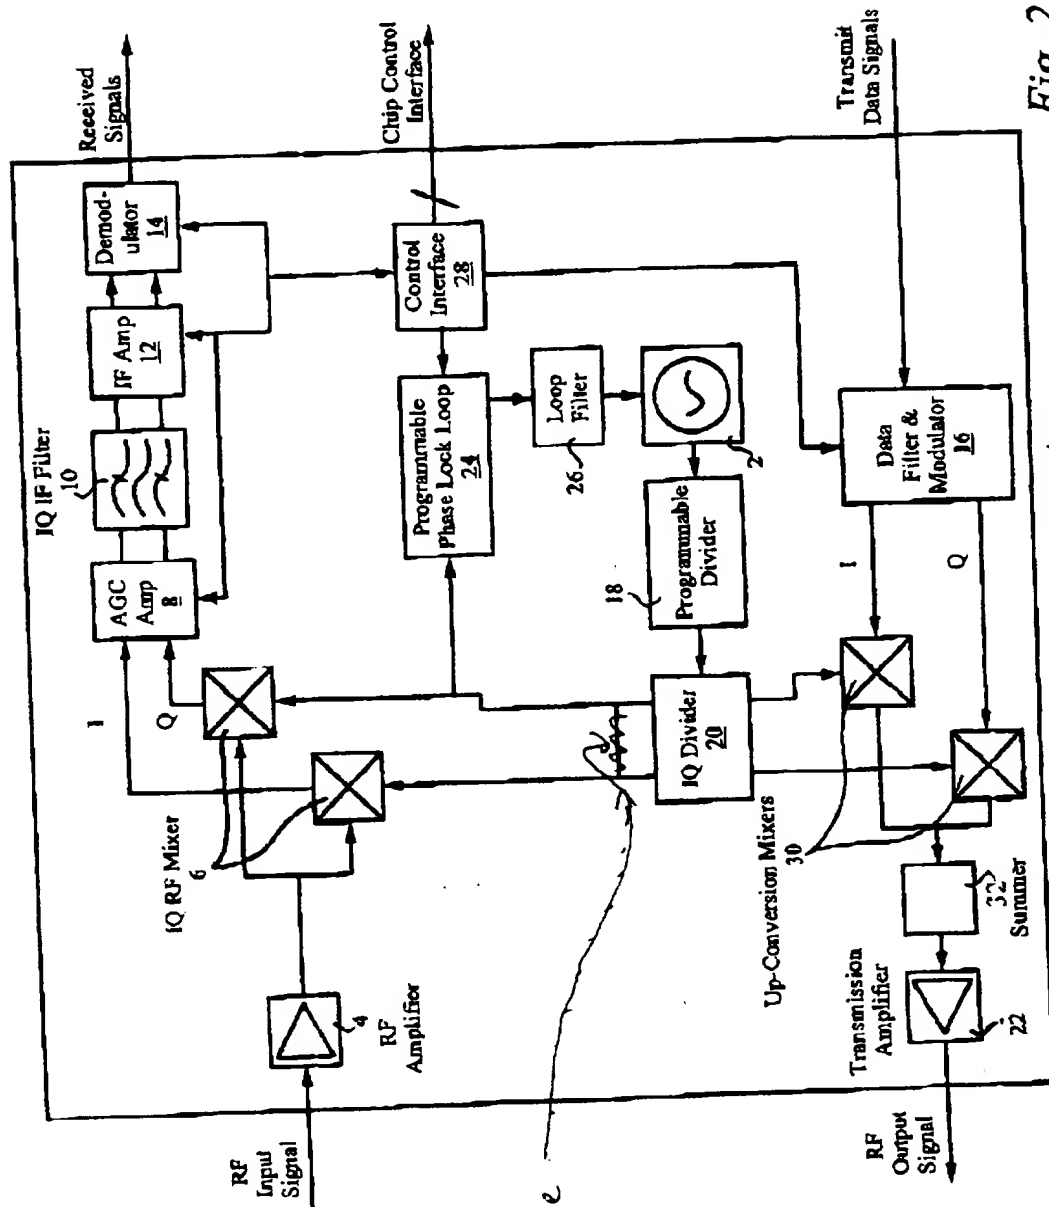 Received
Signals
Chip Control
Interface
Transmit
Data Signals
Fig. 2
Demod-
ulator
14
IF Amp
12
IQ IF Filter
10
AGC
Amp
8
I
Q
Control
Interface
28
Programmable
Phase Lock Loop
24
Loop
Filter
26
2
Programmable
Divider
18
IQ Divider
20
Data
Filter &
Modulator
16
I
Q
IQ RF Mixer
6
RF
Amplifier
4
RF
Input
Signal
e
Up-Conversion Mixers
30
32
Summer
Transmission
Amplifier
22
RF
Output
Signal